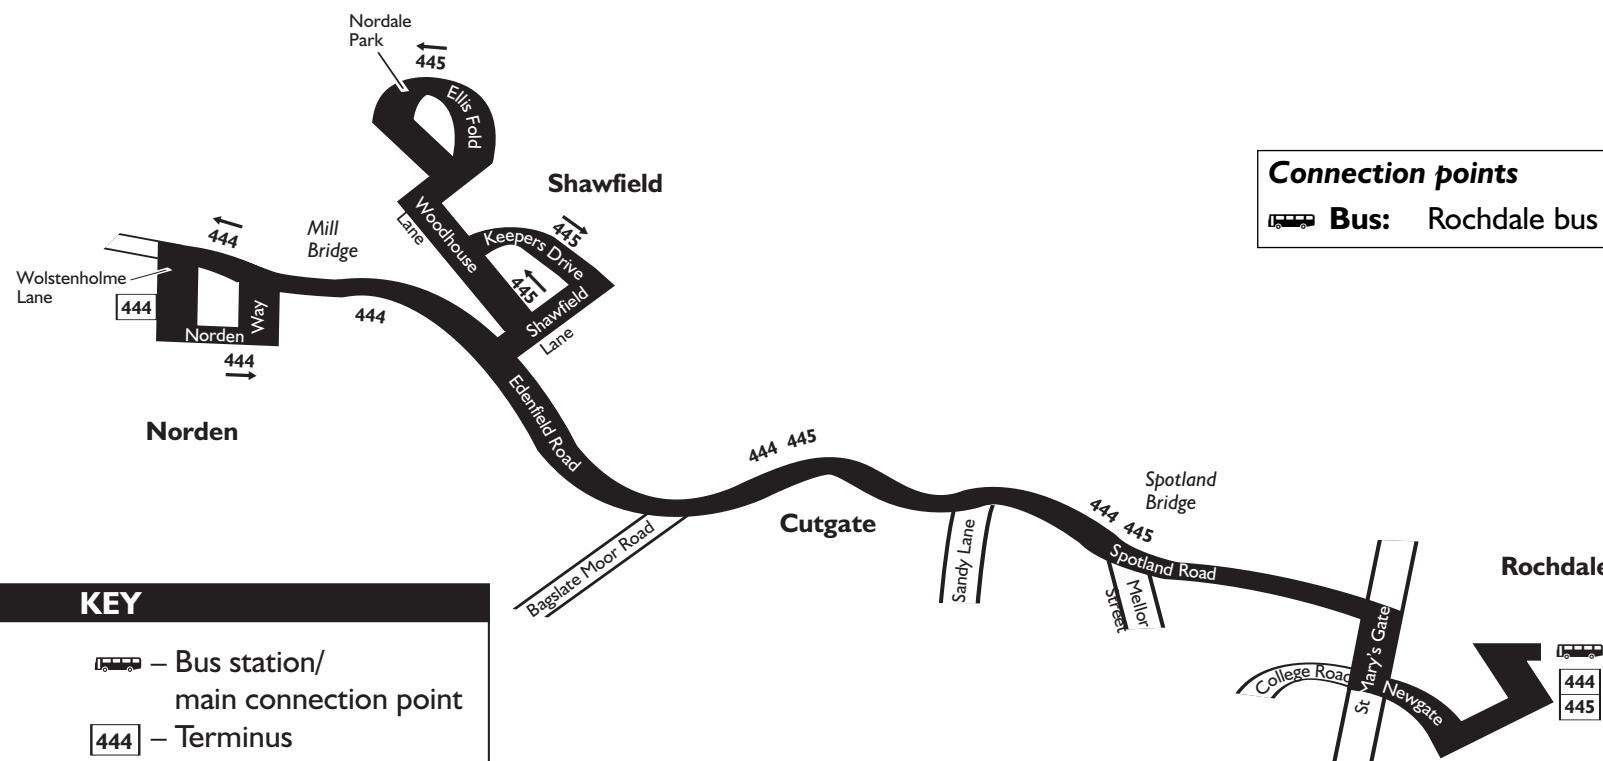 Nordale
Park
445
Ellis Fold
Shawfield
Connection points
Bus: Rochdale bus
444
Mill
Bridge
Woodhouse
Lane
Keepers Drive
445
445
Wolstenholme
Lane
444
Norden
Way
444
444
Shawfield
Lane
Norden
Edenfield Road
444 445
Cutgate
Spotland
Bridge
444 445
Bagslate Moor Road
Sandy Lane
Spotland Road
Mellor
Street
Rochdale
St Mary's Gate
College Road
Newgate
444
445
KEY
– Bus station/
main connection point
444 – Terminus